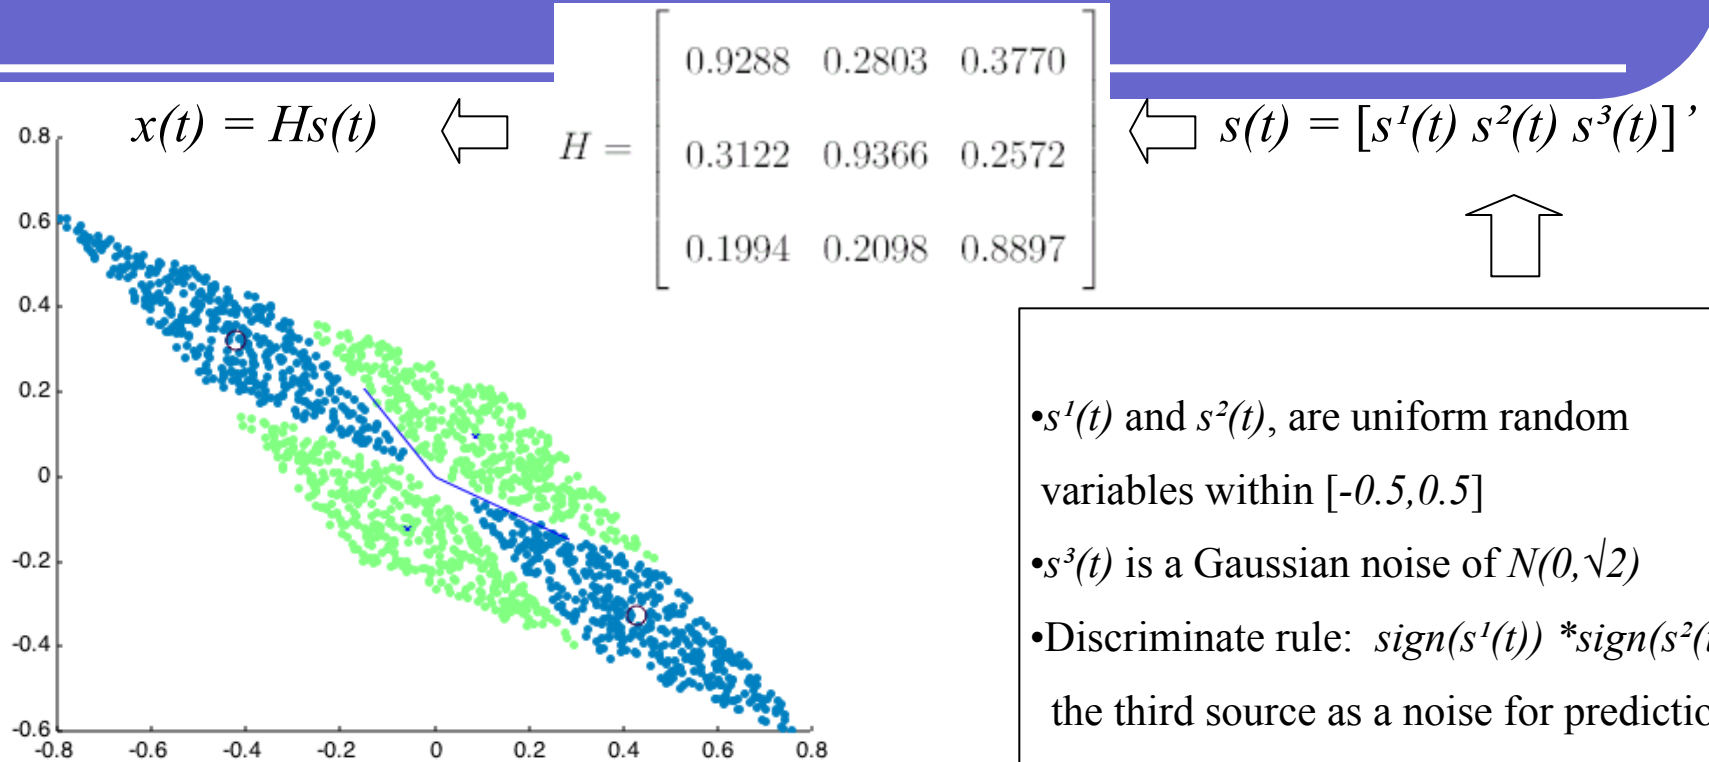 x(t) = Hs(t)
H = [ 0.9288 0.2803 0.3770
0.3122 0.9366 0.2572
0.1994 0.2098 0.8897 ]
s(t) = [s¹(t) s²(t) s³(t)]’
0.8
0.6
0.4
0.2
0
-0.2
-0.4
-0.6
-0.8 -0.6 -0.4 -0.2 0 0.2 0.4 0.6 0.8
•s¹(t) and s²(t), are uniform random
variables within [-0.5,0.5]
•s³(t) is a Gaussian noise of N(0,√2)
•Discriminate rule: sign(s¹(t)) *sign(s²(
the third source as a noise for predictio